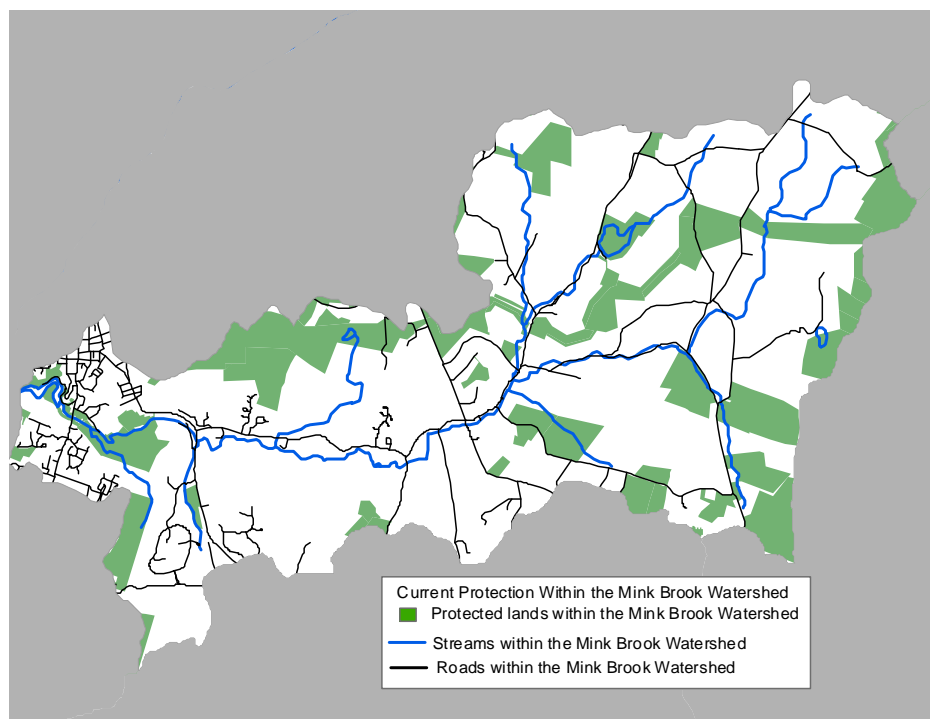 Current Protection Within the Mink Brook Watershed
Protected lands within the Mink Brook Watershed
Streams within the Mink Brook Watershed
Roads within the Mink Brook Watershed